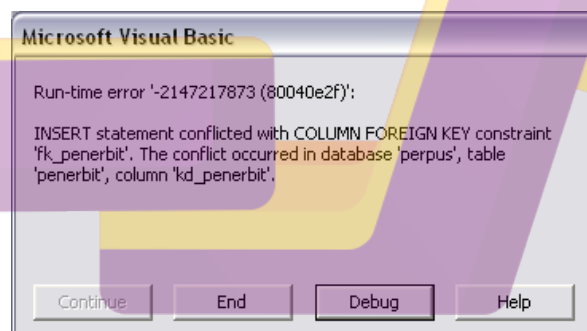 Microsoft Visual Basic
Run-time error '-2147217873 (80040e2f)':
INSERT statement conflicted with COLUMN FOREIGN KEY constraint
'fk_penerbit'. The conflict occurred in database 'perpus', table
'penerbit', column 'kd_penerbit'.
Continue End Debug Help